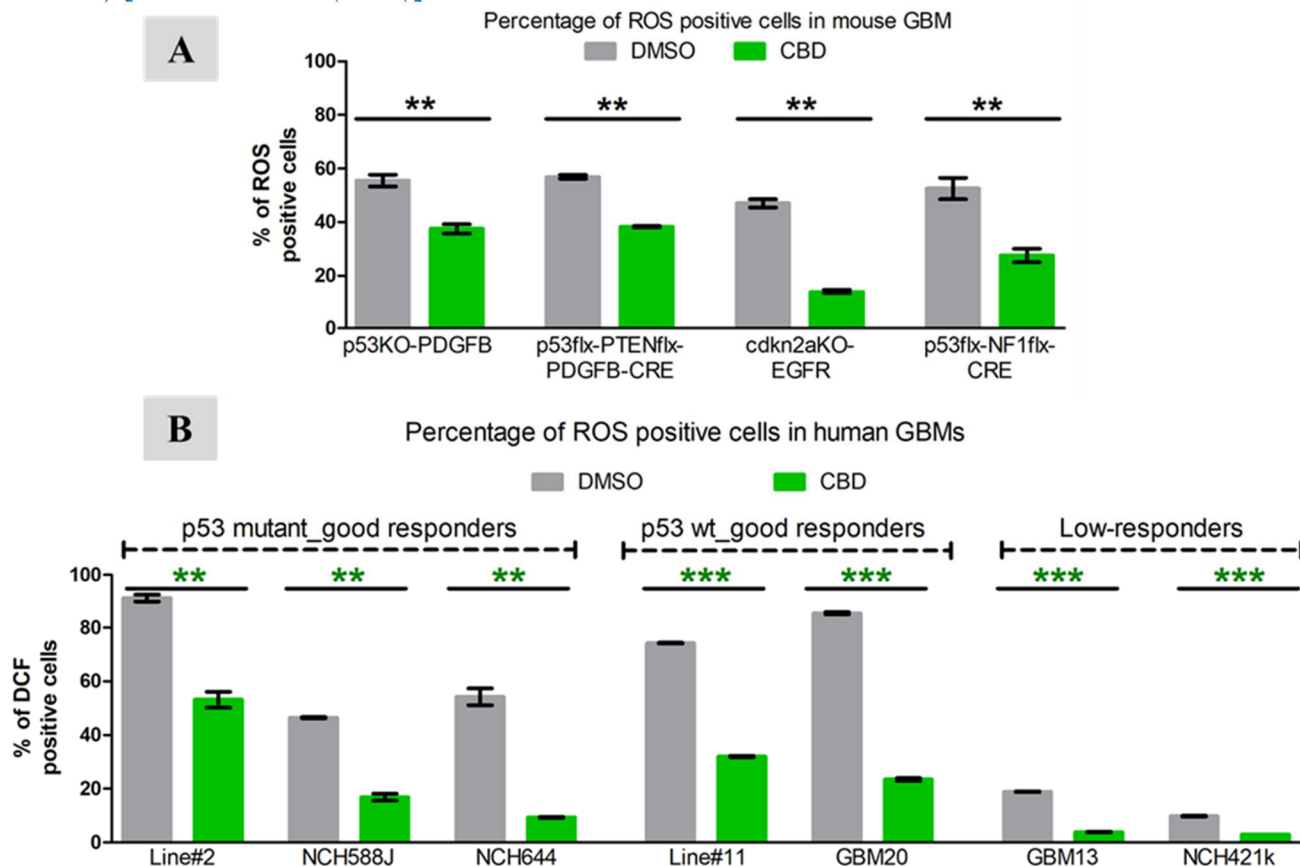 A
Percentage of ROS positive cells in mouse GBM
DMSO CBD
% of ROS
positive cells
100
80
60
40
20
0
** ** ** **
p53KO-PDGFB p53flx-PTENflx- cdkn2aKO- p53flx-NF1flx-
PDGFB-CRE EGFR CRE
B
Percentage of ROS positive cells in human GBMs
DMSO CBD
p53 mutant_good responders p53 wt_good responders Low-responders
% of DCF
positive cells
100
80
60
40
20
0
** ** ** *** *** *** ***
Line#2 NCH588J NCH644 Line#11 GBM20 GBM13 NCH421k